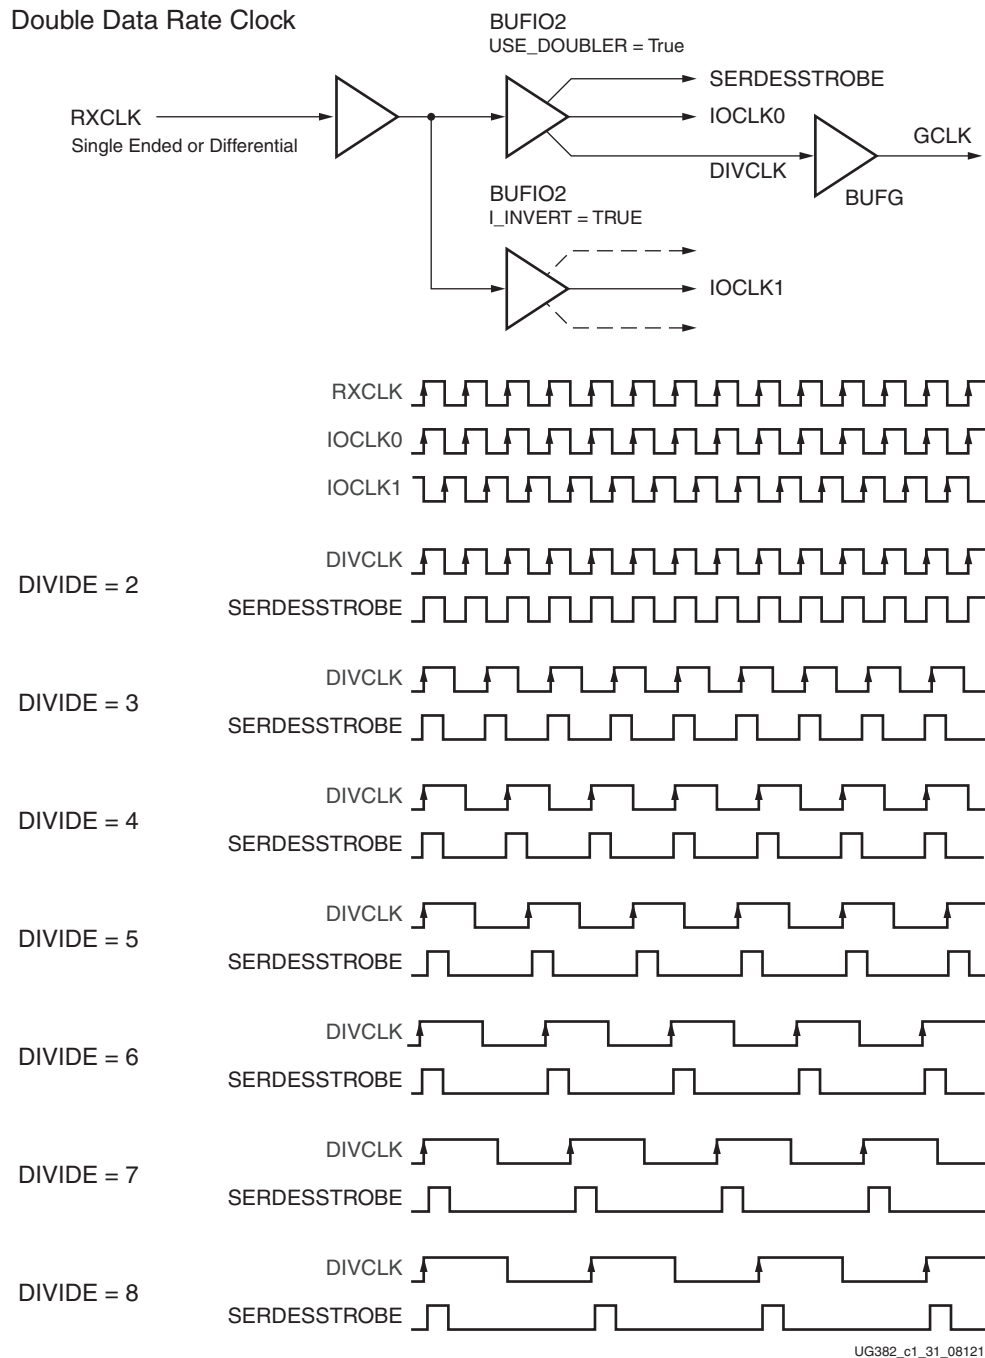 Double Data Rate Clock
BUFIO2
USE_DOUBLER = True
SERDESSTROBE
RXCLK
IOCLK0
Single Ended or Differential
GCLK
DIVCLK
BUFG
BUFIO2
I_INVERT = TRUE
IOCLK1
RXCLK
IOCLK0
IOCLK1
DIVIDE = 2
DIVCLK
SERDESSTROBE
DIVIDE = 3
DIVCLK
SERDESSTROBE
DIVIDE = 4
DIVCLK
SERDESSTROBE
DIVIDE = 5
DIVCLK
SERDESSTROBE
DIVIDE = 6
DIVCLK
SERDESSTROBE
DIVIDE = 7
DIVCLK
SERDESSTROBE
DIVIDE = 8
DIVCLK
SERDESSTROBE
UG382_c1_31_08121